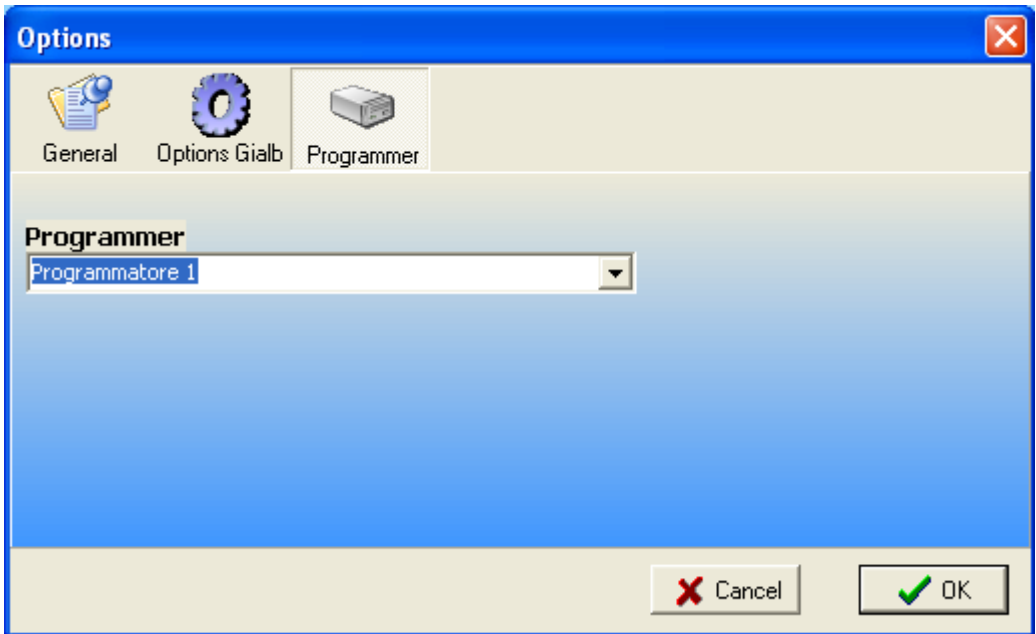 Options
General
Options Gialb
Programmer
Programmer
Programmatore 1
Cancel
OK